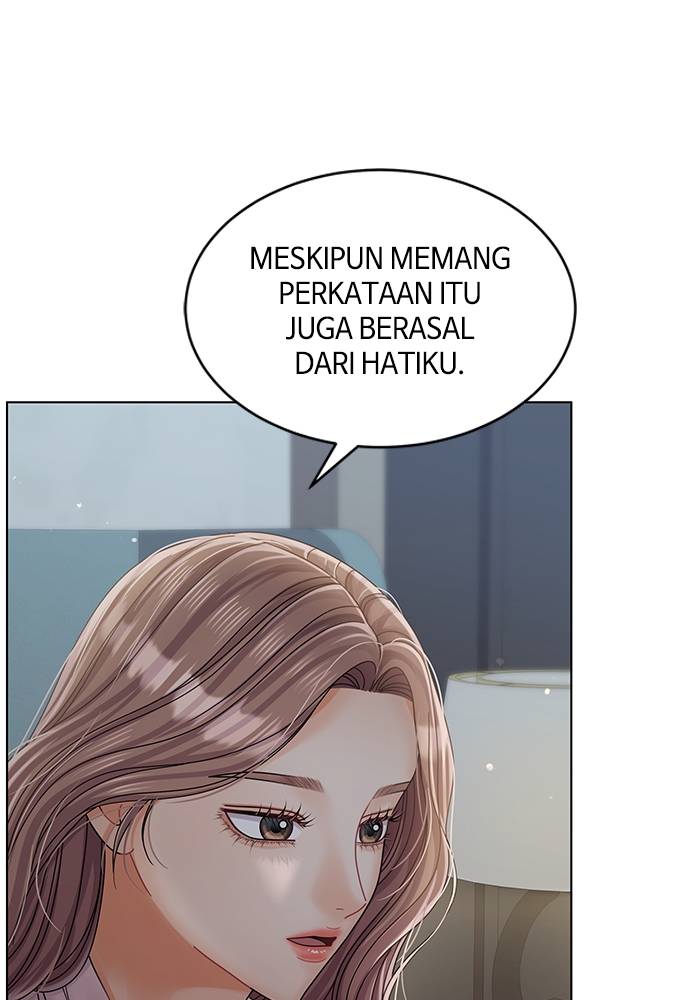 MESKIPUN MEMANG
PERKATAAN ITU
JUGA BERASAL
DARI HATIKU.